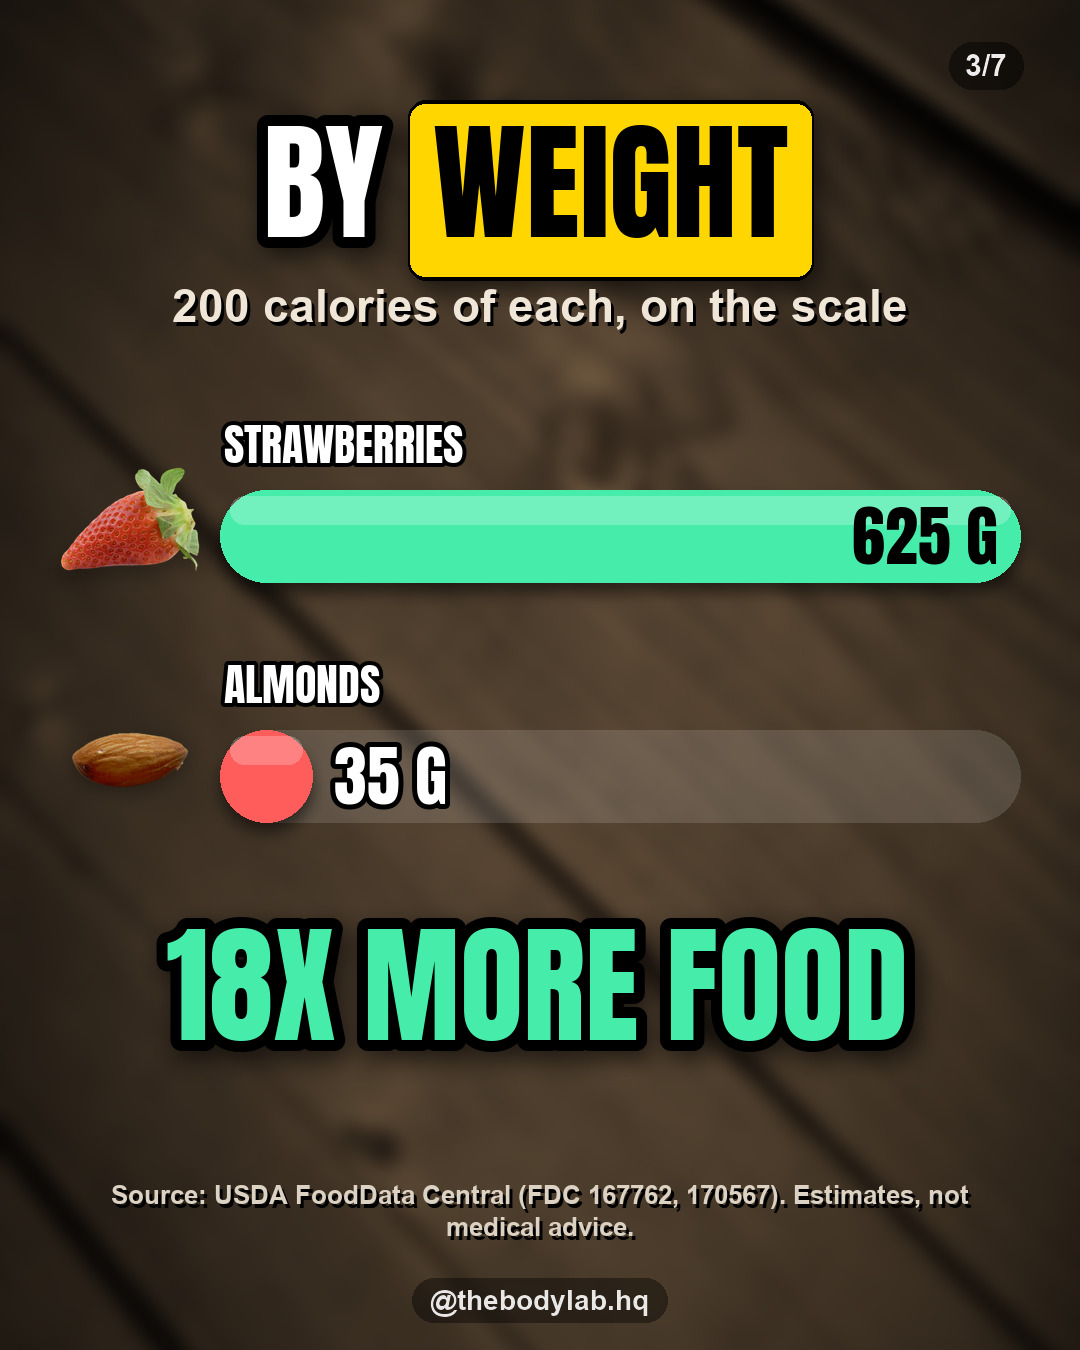 3/7
BY WEIGHT
200 calories of each, on the scale
STRAWBERRIES
625 G
ALMONDS
35 G
18X MORE FOOD
Source: USDA FoodData Central (FDC 167762, 170567). Estimates, not
medical advice.
@thebodylab.hq